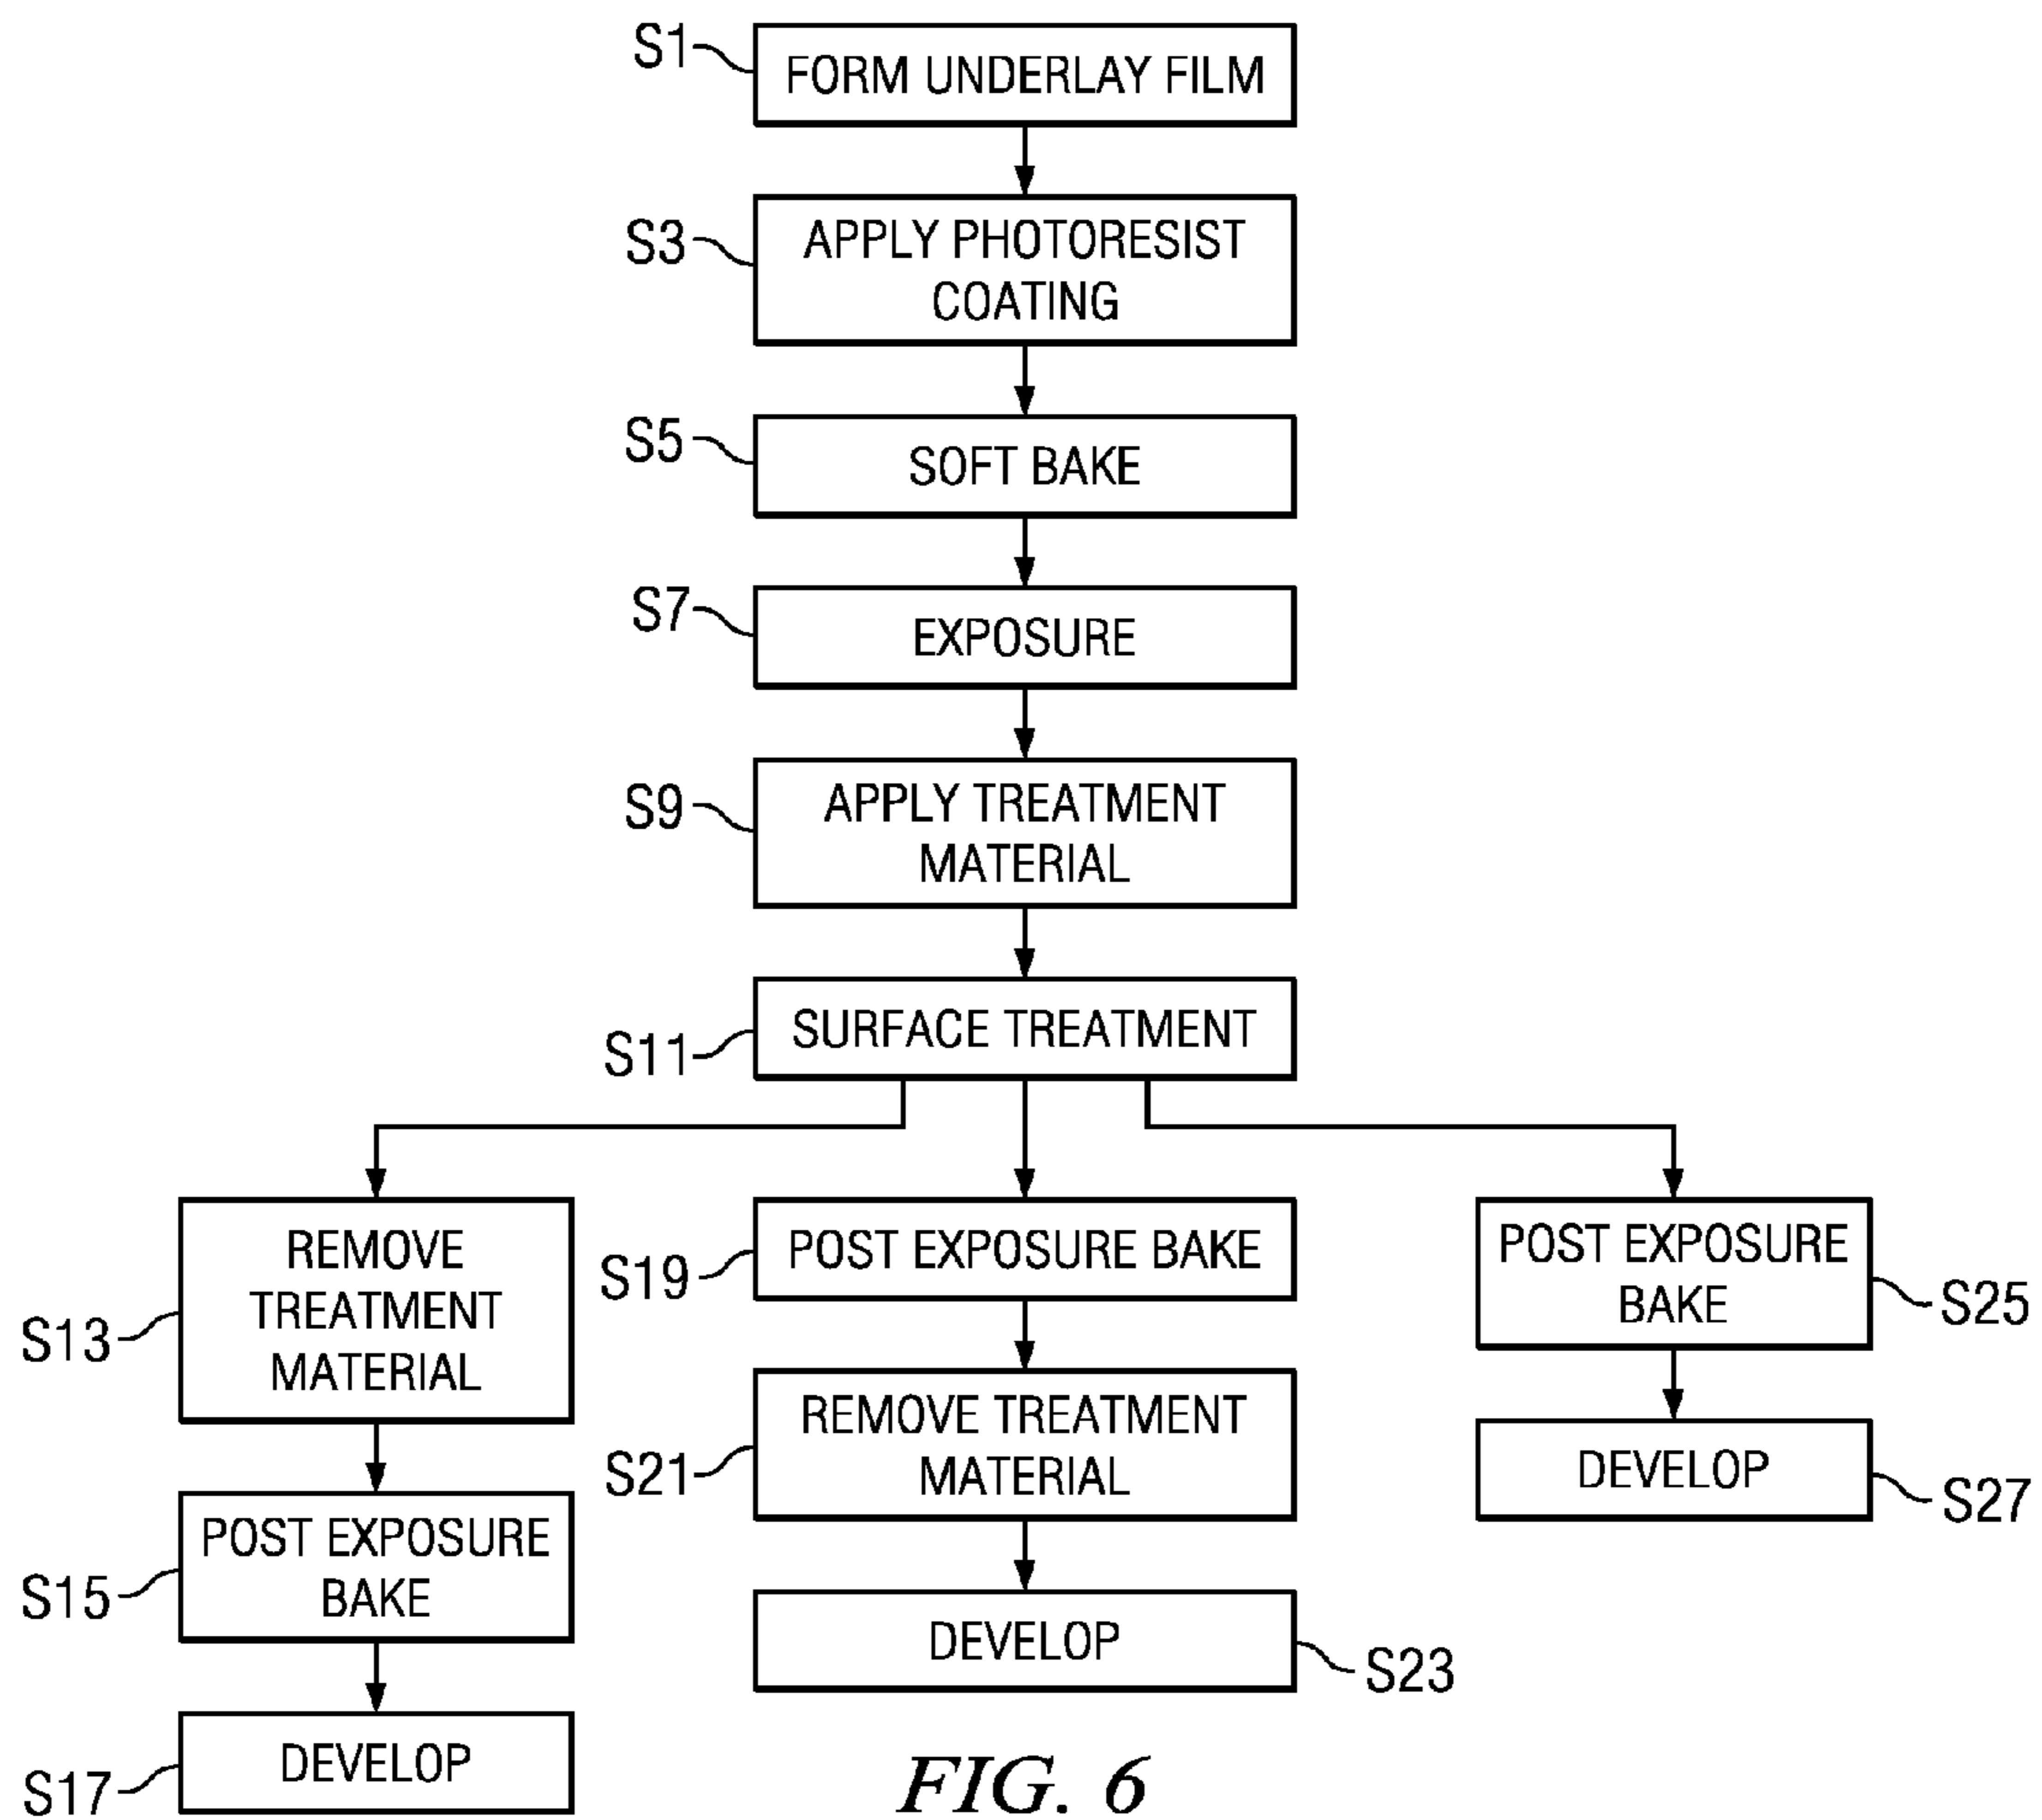 S1
FORM UNDERLAY FILM
S3
APPLY PHOTORESIST
COATING
S5
SOFT BAKE
S7
EXPOSURE
S9
APPLY TREATMENT
MATERIAL
S11
SURFACE TREATMENT
S13
REMOVE
TREATMENT
MATERIAL
S15
POST EXPOSURE
BAKE
S17
DEVELOP
S19
POST EXPOSURE BAKE
S21
REMOVE TREATMENT
MATERIAL
DEVELOP
S23
POST EXPOSURE
BAKE
S25
DEVELOP
S27
FIG. 6